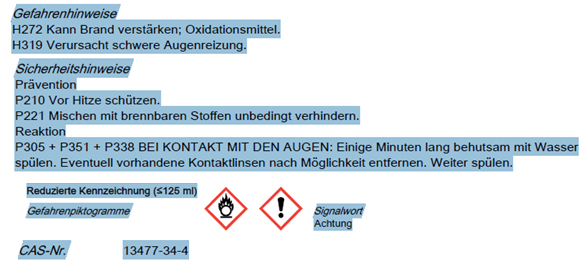 Gefahrenhinweise
H272 Kann Brand verstärken; Oxidationsmittel.
H319 Verursacht schwere Augenreizung.
Sicherheitshinweise
Prävention
P210 Vor Hitze schützen.
P221 Mischen mit brennbaren Stoffen unbedingt verhindern.
Reaktion
P305 + P351 + P338 BEI KONTAKT MIT DEN AUGEN: Einige Minuten lang behutsam mit Wasser
spülen. Eventuell vorhandene Kontaktlinsen nach Möglichkeit entfernen. Weiter spülen.
Reduzierte Kennzeichnung (≤125 ml)
Gefahrenpiktogramme
Signalwort
Achtung
CAS-Nr. 13477-34-4